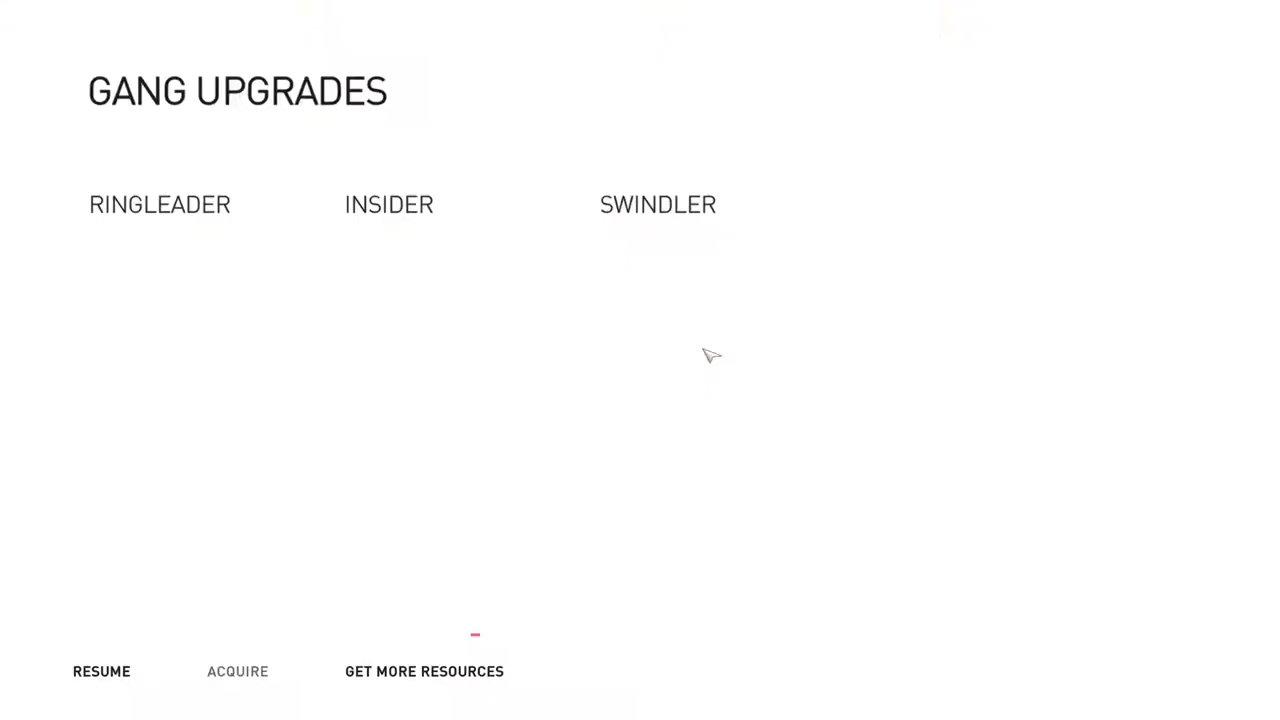 GANG UPGRADES
RINGLEADER INSIDER SWINDLER
RESUME ACQUIRE GET MORE RESOURCES